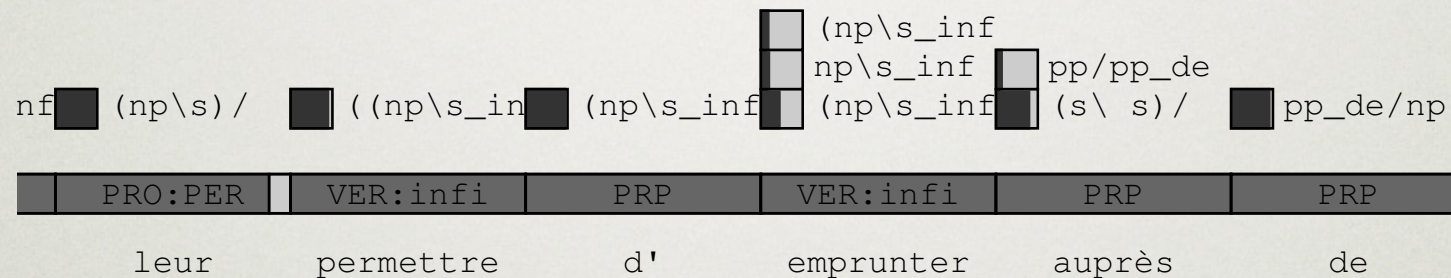 (np\s_inf
np\s_inf pp/pp_de
nf (np\s)/ ((np\s_in (np\s_inf (np\s_inf (s\ s)/ pp_de/np
PRO:PER VER:infi PRP VER:infi PRP PRP
leur permettre d' emprunter auprès de